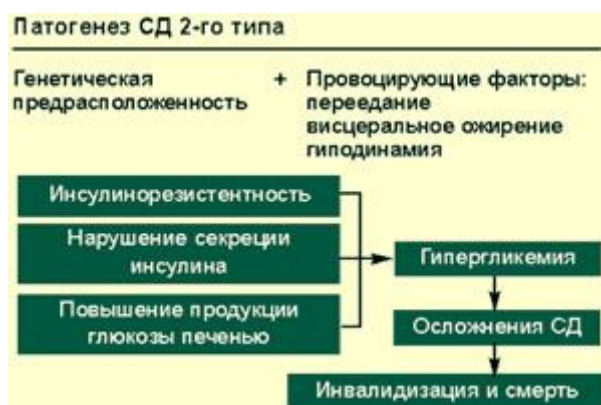 Патогенез СД 2-го типа
Генетическая + Провоцирующие факторы:
предрасположенность переедание
висцеральное ожирение
гиподинамия
Инсулинорезистентность
Нарушение секреции
инсулина
Гипергликемия
Повышение продукции
глюкозы печенью
Осложнения СД
Инвалидизация и смерть